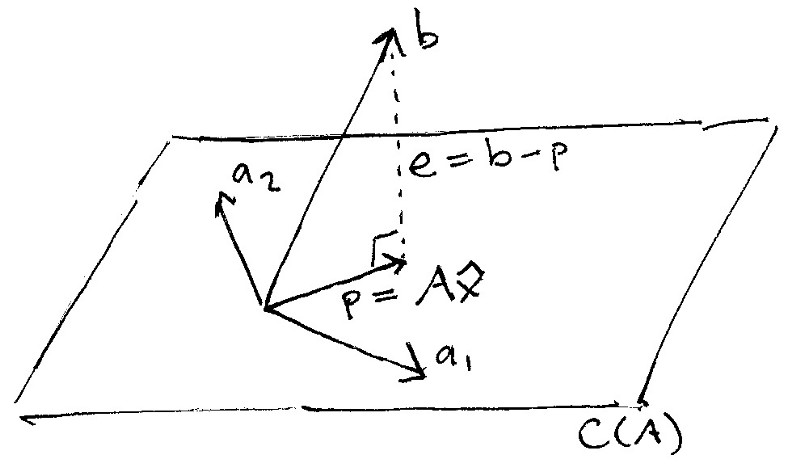 b
e = b - p
a₂
p = Ax̂
a₁
C(A)